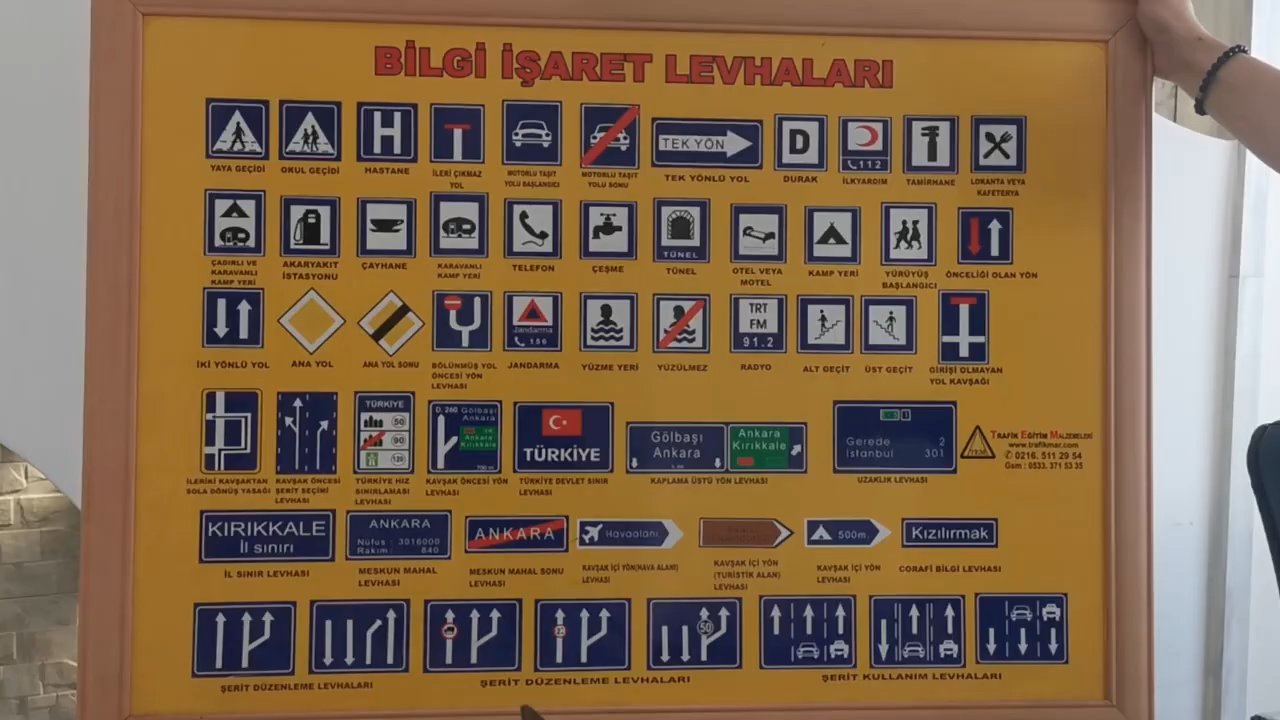 BİLGİ İŞARET LEVHALARI
H
TEK YÖN
D
112
YAYA GEÇİDİ
OKUL GEÇİDİ
HASTANE
İLERİ ÇIKMAZ
YOL
MOTORLU TAŞIT
YOLU BAŞLANGICI
MOTORLU TAŞIT
YOLU SONU
TEK YÖNLÜ YOL
DURAK
İLKYARDIM
TAMİRHANE
LOKANTA VEYA
KAFETERYA
TÜNEL
ÇADIRLI VE
KARAVANLI
KAMP YERİ
AKARYAKIT
İSTASYONU
ÇAYHANE
KARAVANLI
KAMP YERİ
TELEFON
ÇEŞME
TÜNEL
OTEL VEYA
MOTEL
KAMP YERİ
YÜRÜYÜŞ
BAŞLANGICI
ÖNCELİĞİ OLAN YÖN
Jandarma
156
TRT
FM
91.2
İKİ YÖNLÜ YOL
ANA YOL
ANA YOL SONU
BÖLÜNMÜŞ YOL
ÖNCESİ YÖN
LEVHASI
JANDARMA
YÜZME YERİ
YÜZÜLMEZ
RADYO
ALT GEÇİT
ÜST GEÇİT
GİRİŞİ OLMAYAN
YOL KAVŞAĞI
TÜRKİYE
50
90
120
D. 260 Gölbaşı
Ankara
Ankara
Kırıkkale
TÜRKİYE
Gölbaşı
Ankara
Ankara
Kırıkkale
Gerede 2
İstanbul 301
TRAFİK EĞİTİM MALZEMELERİ
www.trafikmar.com
0216. 511 29 54
Gsm : 0533. 371 53 35
İLERİKİ KAVŞAKTAN
SOLA DÖNÜŞ YASAĞI
KAVŞAK ÖNCESİ
ŞERİT SEÇİMİ
LEVHASI
TÜRKİYE HIZ
SINIRLAMASI
LEVHASI
KAVŞAK ÖNCESİ YÖN
LEVHASI
TÜRKİYE DEVLET SINIR
LEVHASI
KAPLAMA ÜSTÜ YÖN LEVHASI
UZAKLIK LEVHASI
KIRIKKALE
İl sınırı
ANKARA
Nüfus : 3016000
Rakım : 840
ANKARA
Havaalanı
500m.
Kızılırmak
İL SINIR LEVHASI
MESKUN MAHAL
LEVHASI
MESKUN MAHAL SONU
LEVHASI
KAVŞAK İÇİ YÖN(HAVA ALANI)
LEVHASI
KAVŞAK İÇİ YÖN
(TURİSTİK ALAN)
LEVHASI
KAVŞAK İÇİ YÖN
LEVHASI
CORAFİ BİLGİ LEVHASI
50
ŞERİT DÜZENLEME LEVHALARI
ŞERİT DÜZENLEME LEVHALARI
ŞERİT KULLANIM LEVHALARI